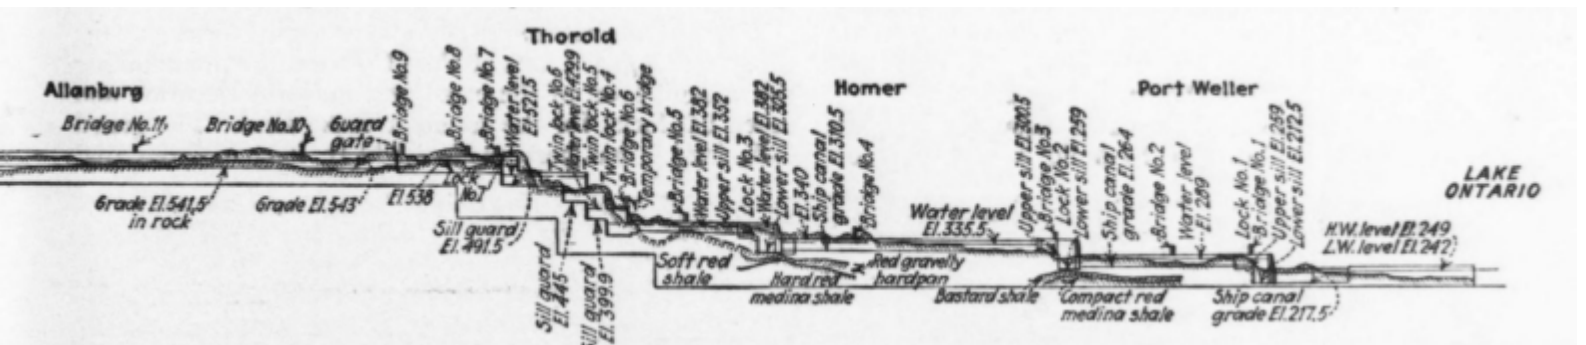 Thorold
Allanburg
Homer
Port Weller
LAKE
ONTARIO
Bridge No.11
Bridge No.10
Guard
gate
Bridge No.9
Bridge No.8
Bridge No.7
Water level
El.521.5
Twin lock No.6
Water level El.429.9
Twin lock No.5
Twin lock No.4
Bridge No.6
Temporary bridge
Bridge No.5
Water level El.382
Upper sill El.352
Lock No.3
Water level El.382
Lower sill El.305.5
El.340
Ship canal
grade El.310.5
Bridge No.4
Water level
El.335.5
Upper sill El.300.5
Bridge No.3
Lock No.2
Lower sill El.259
Ship canal
grade El.264
Bridge No.2
Water level
El.289
Lock No.1
Bridge No.1
Upper sill El.259
Lower sill El.212.5
H.W. level El.249
L.W. level El.242
Grade El.541.5
in rock
Grade El.543
El.538
Sill guard
El.491.5
Sill guard
El.445
Sill guard
El.399.9
Soft red
shale
Hard red
medina shale
Red gravelly
hardpan
Bastard shale
Compact red
medina shale
Ship canal
grade El.217.5